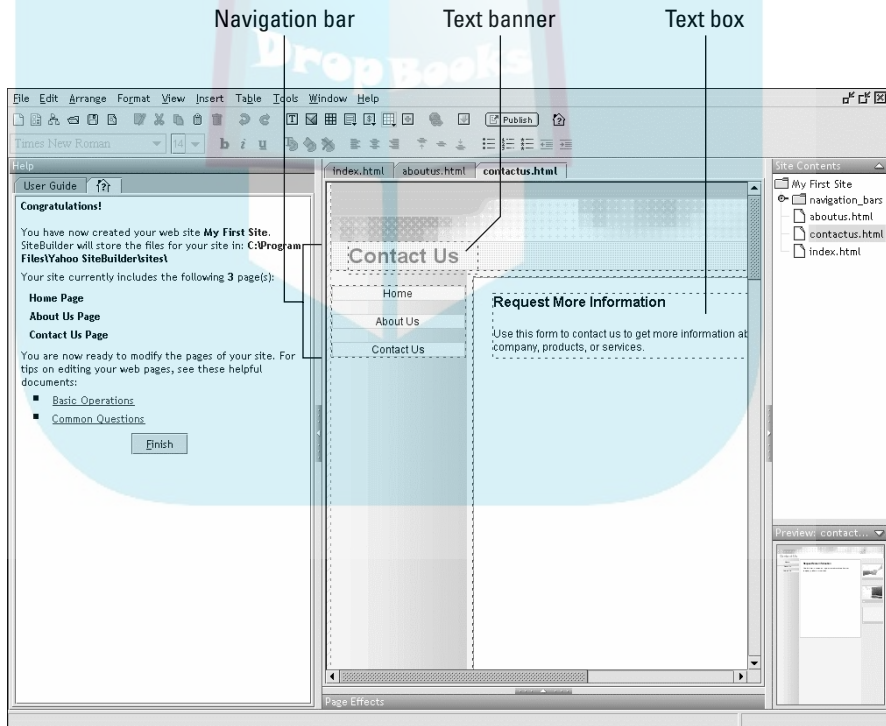 Navigation bar
Text banner
Text box
Drop Books
File Edit Arrange Format View Insert Table Tools Window Help
Publish
Times New Roman
14
b i u
Help
User Guide
Congratulations!
You have now created your web site My First Site.
SiteBuilder will store the files for your site in: C:\Program
Files\Yahoo SiteBuilder\sites\
Your site currently includes the following 3 page(s):
Home Page
About Us Page
Contact Us Page
You are now ready to modify the pages of your site. For
tips on editing your web pages, see these helpful
documents:
Basic Operations
Common Questions
Finish
index.html
aboutus.html
contactus.html
Contact Us
Home
About Us
Contact Us
Request More Information
Use this form to contact us to get more information ab
company, products, or services.
Page Effects
Site Contents
My First Site
navigation_bars
aboutus.html
contactus.html
index.html
Preview: contact...